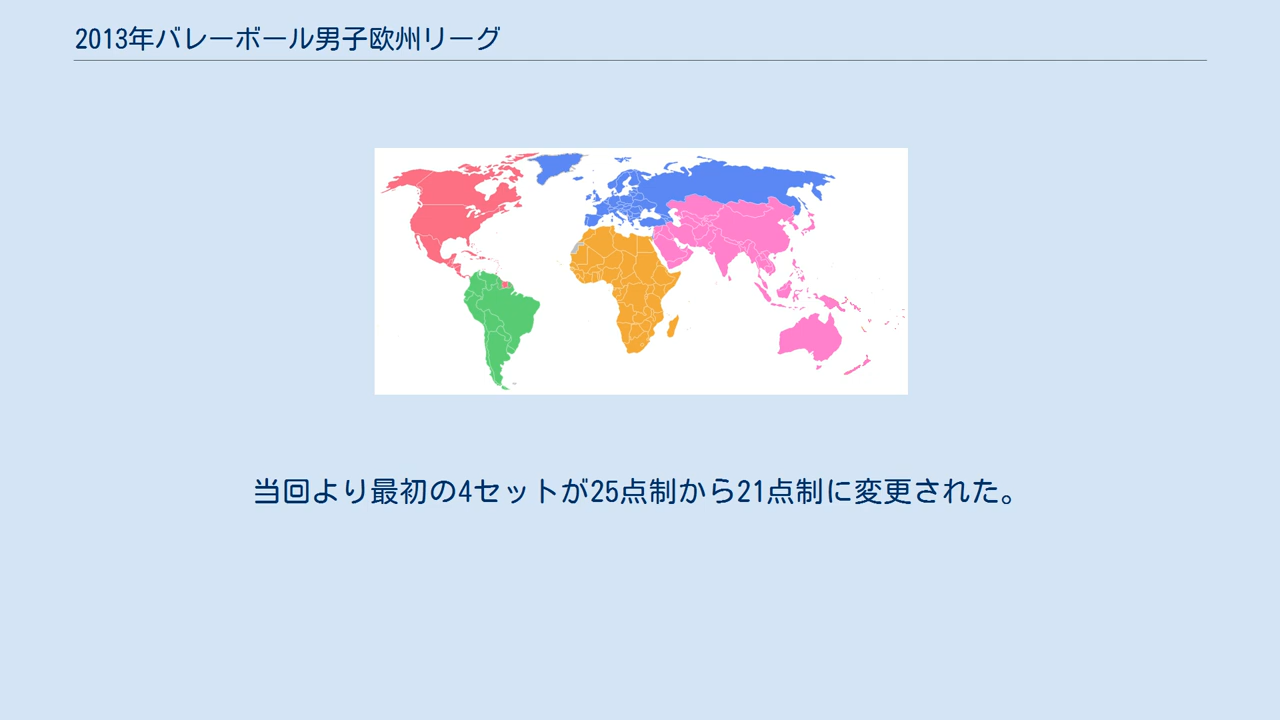 2013年バレーボール男子欧州リーグ
当回より最初の4セットが25点制から21点制に変更された。